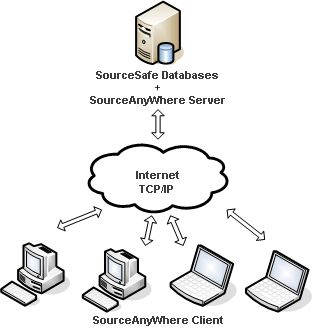 SourceSafe Databases
+
SourceAnyWhere Server
Internet
TCP/IP
SourceAnyWhere Client